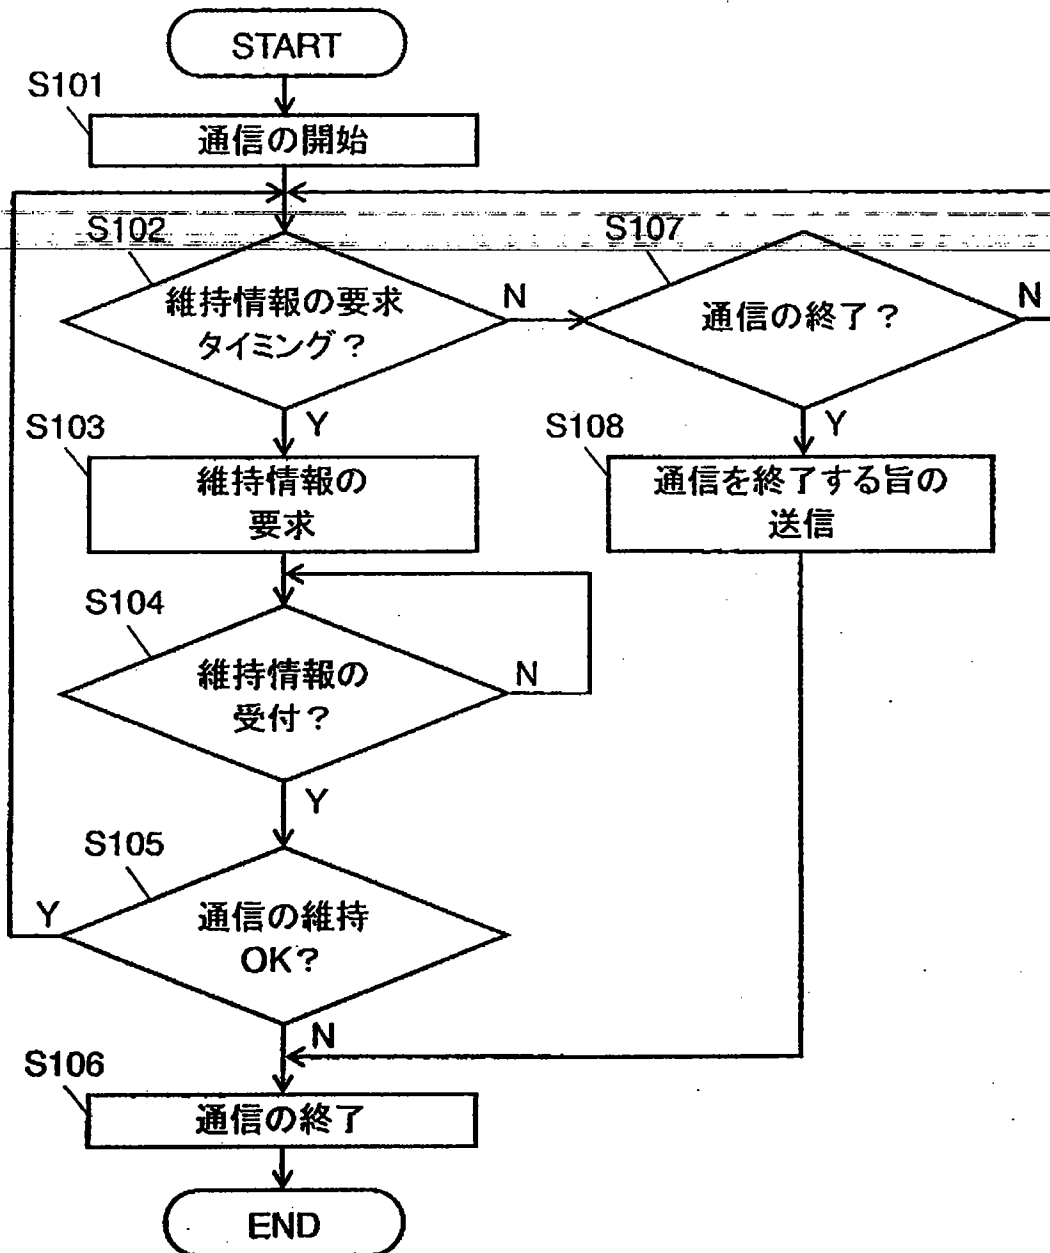 START
S101
通信の開始
S102
維持情報の要求
タイミング?
N
Y
S107
通信の終了?
N
Y
S103
維持情報の
要求
S108
通信を終了する旨の
送信
S104
維持情報の
受付?
N
Y
S105
通信の維持
OK?
Y
N
S106
通信の終了
END